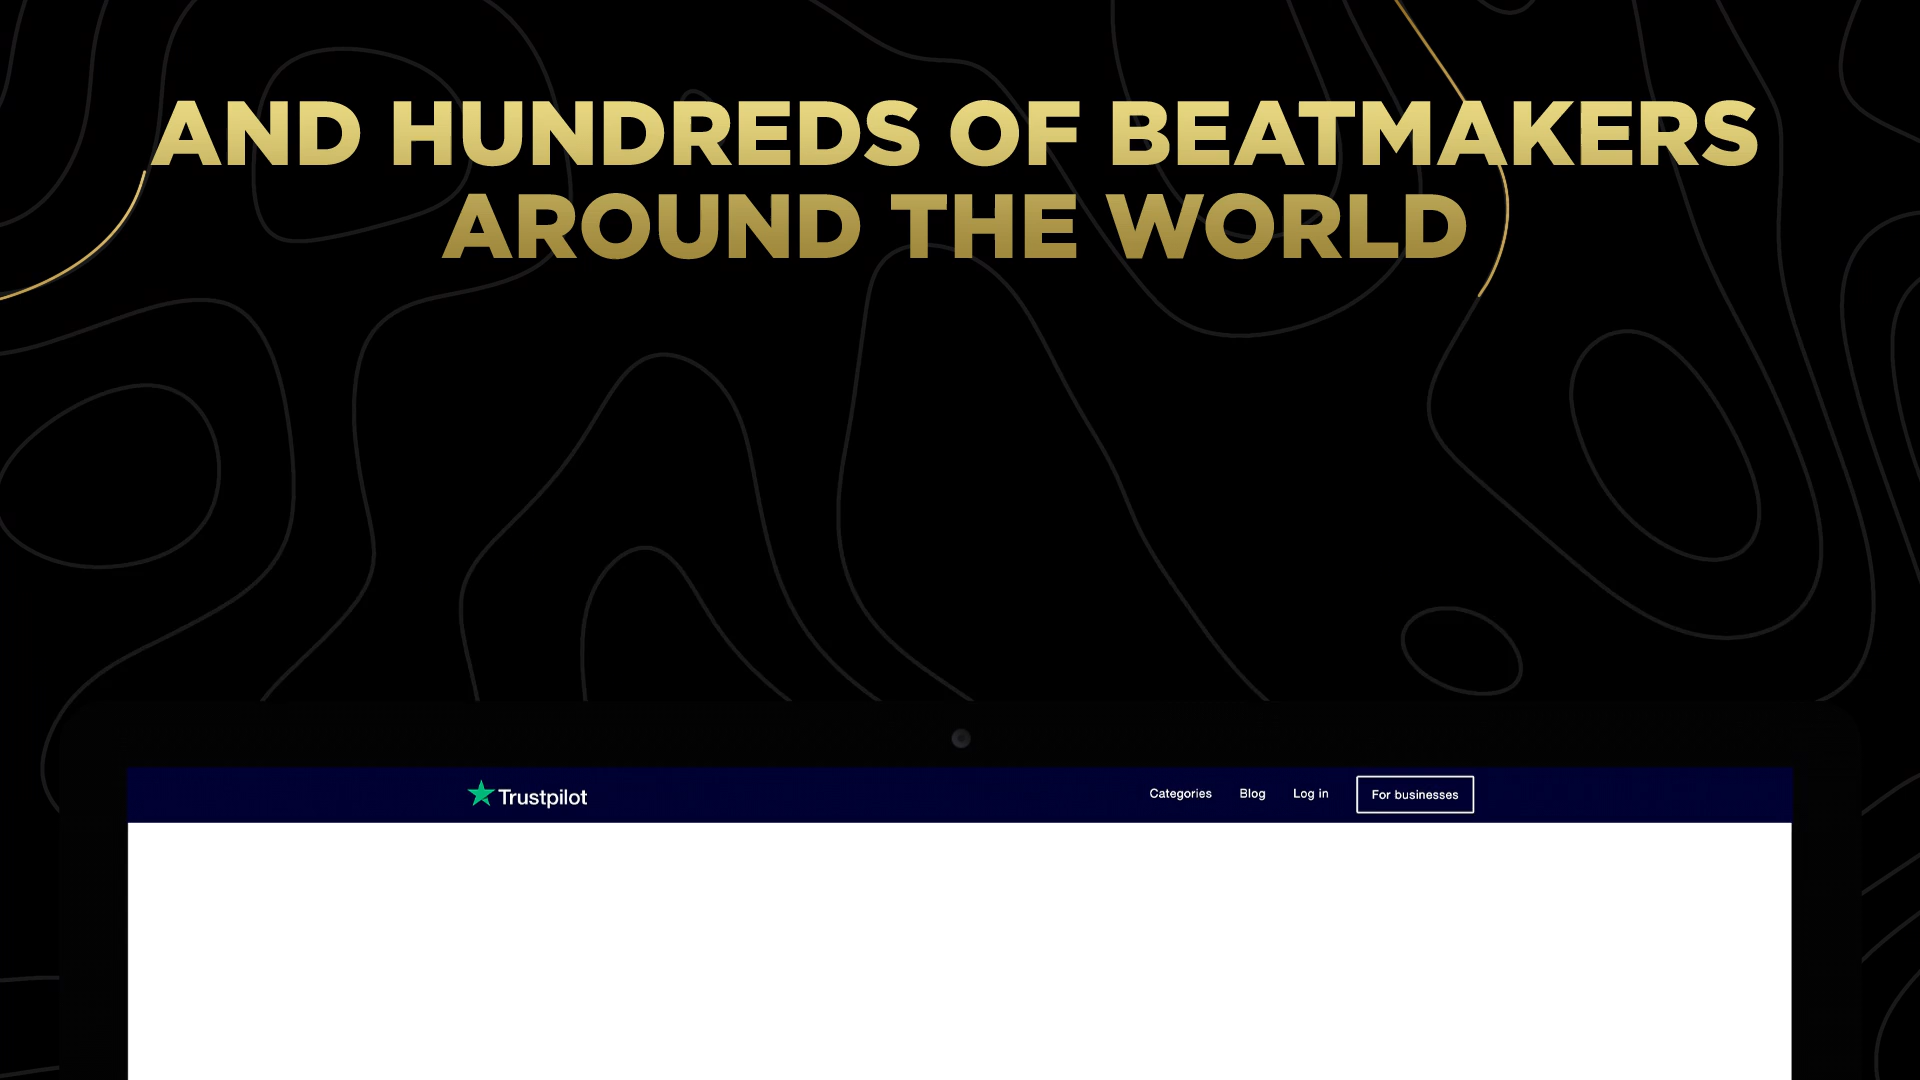 AND HUNDREDS OF BEATMAKERS
AROUND THE WORLD
Trustpilot
Categories Blog Log in For businesses